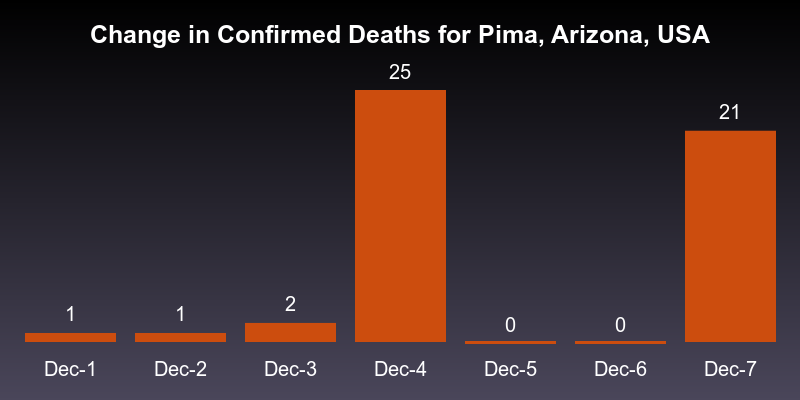 Change in Confirmed Deaths for Pima, Arizona, USA
25
21
1
1
2
0
0
Dec-1
Dec-2
Dec-3
Dec-4
Dec-5
Dec-6
Dec-7